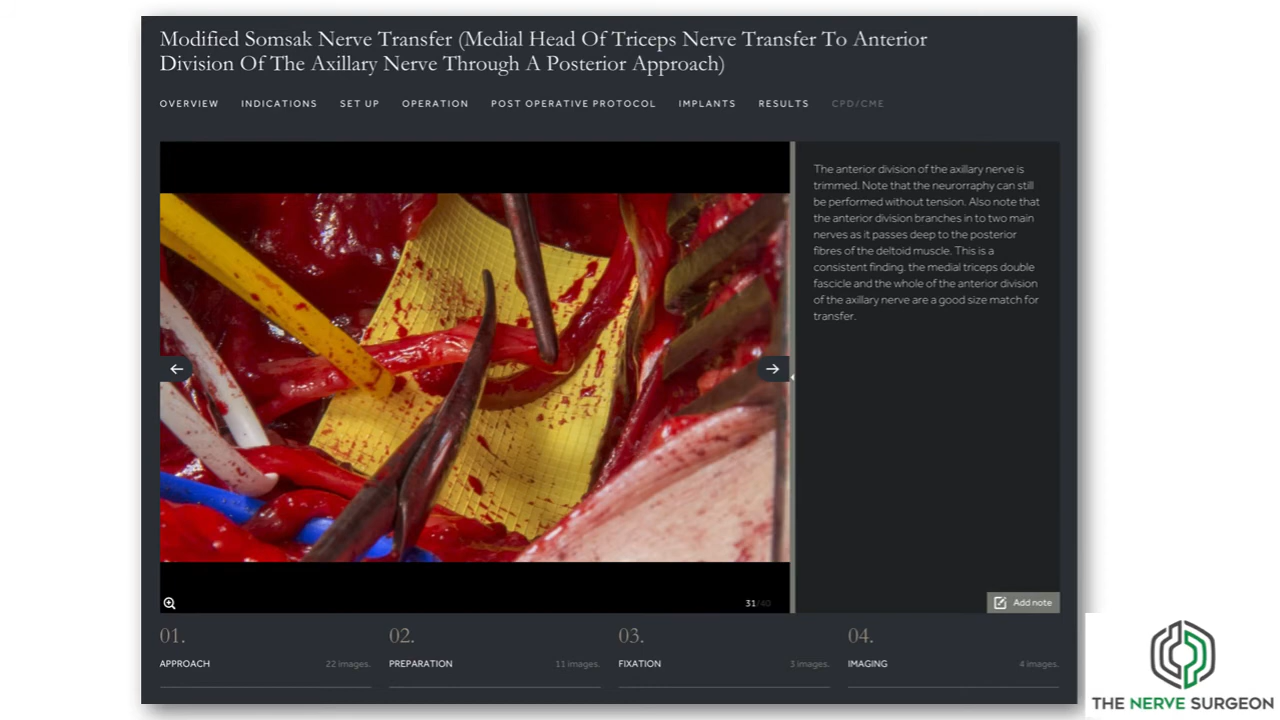 Modified Somsak Nerve Transfer (Medial Head Of Triceps Nerve Transfer To Anterior
Division Of The Axillary Nerve Through A Posterior Approach)
OVERVIEW INDICATIONS SET UP OPERATION POST OPERATIVE PROTOCOL IMPLANTS RESULTS CPD/CME
The anterior division of the axillary nerve is
trimmed. Note that the neurorraphy can still
be performed without tension. Also note that
the anterior division branches in to two main
nerves as it passes deep to the posterior
fibres of the deltoid muscle. This is a
consistent finding. the medial triceps double
fascicle and the whole of the anterior division
of the axillary nerve are a good size match for
transfer.
31/40
Add note
01. 02. 03. 04.
APPROACH 22 images. PREPARATION 11 images. FIXATION 3 images. IMAGING 4 images.
THE NERVE SURGEON